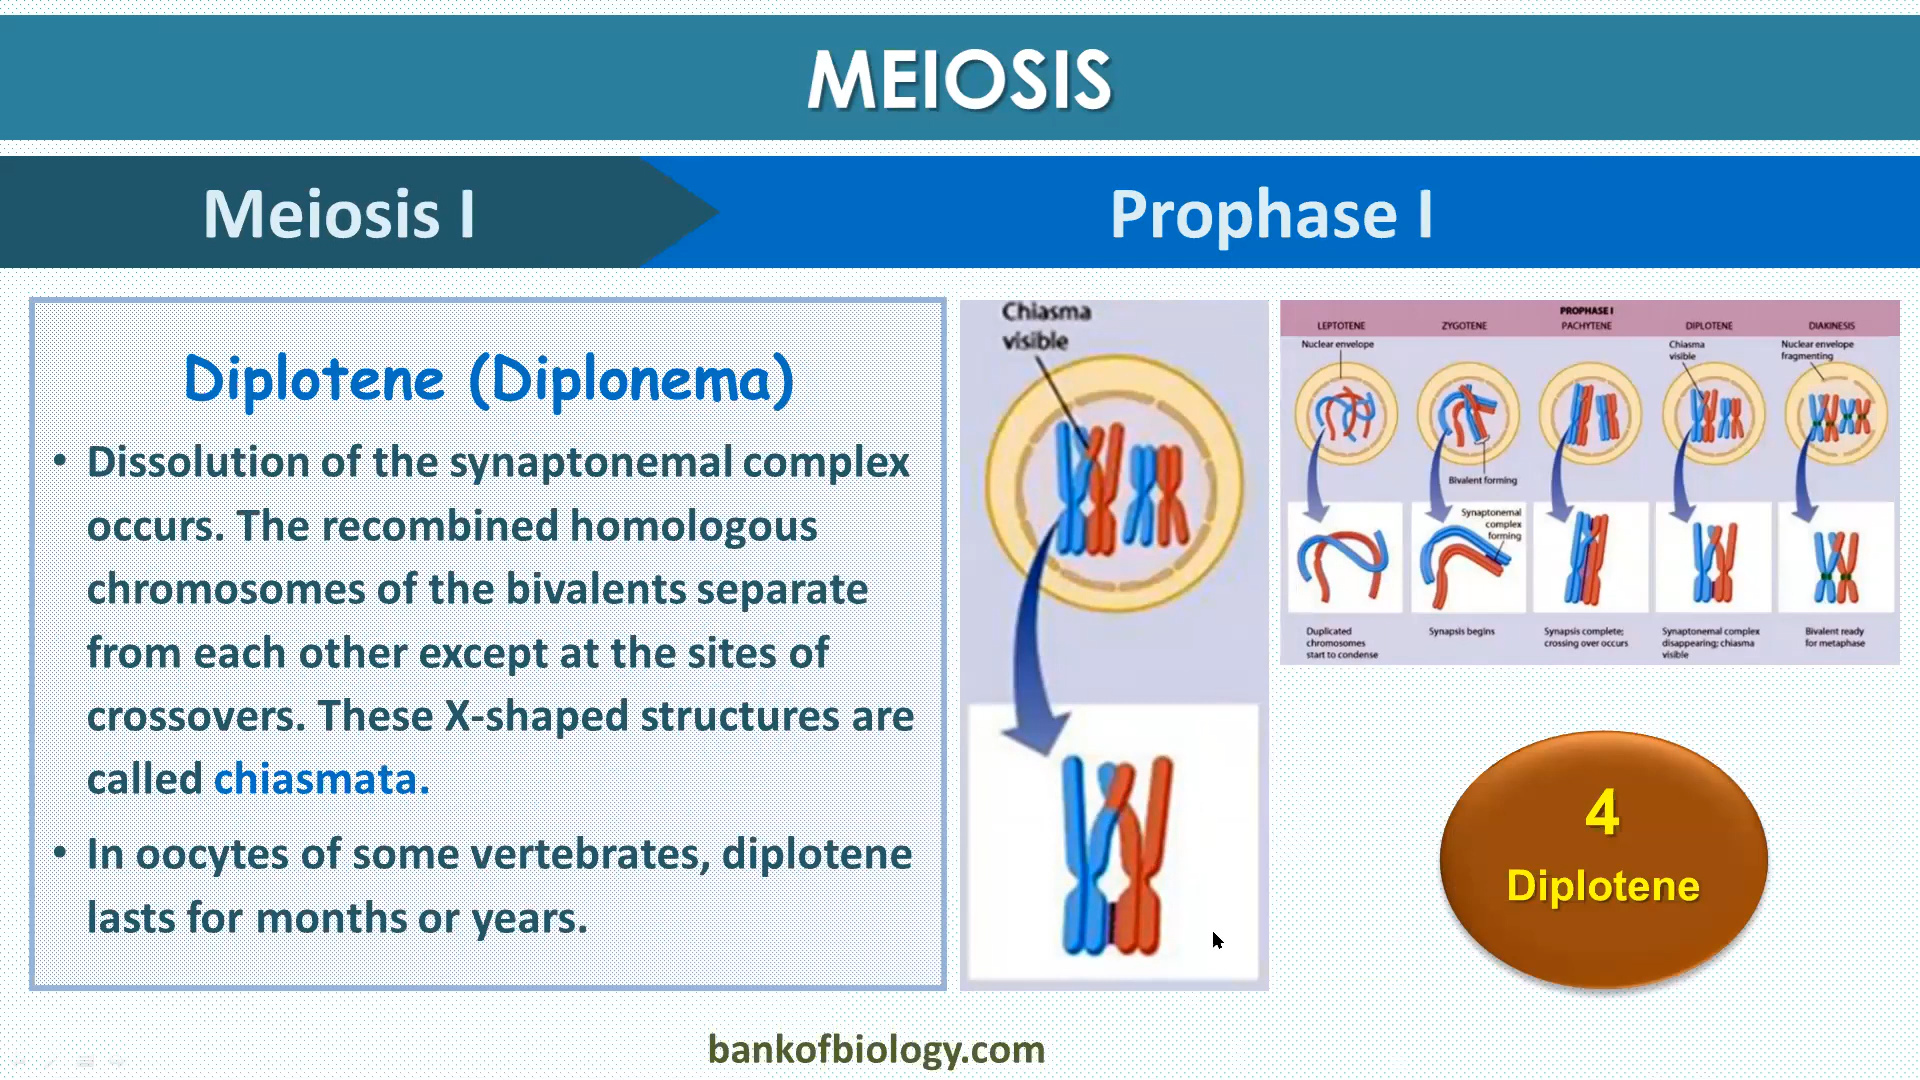 MEIOSIS
Meiosis I
Prophase I
Diplotene (Diplonema)
• Dissolution of the synaptonemal complex
occurs. The recombined homologous
chromosomes of the bivalents separate
from each other except at the sites of
crossovers. These X-shaped structures are
called chiasmata.
• In oocytes of some vertebrates, diplotene
lasts for months or years.
Chiasma
visible
PROPHASE I
LEPTOTENE ZYGOTENE PACHYTENE DIPLOTENE DIAKINESIS
Nuclear envelope
Chiasma
visible
Nuclear envelope
fragmenting
Bivalent forming
Synaptonemal
complex
forming
Duplicated
chromosomes
start to condense
Synapsis begins
Synapsis complete;
crossing over occurs
Synaptonemal complex
disappearing; chiasma
visible
Bivalent ready
for metaphase
4
Diplotene
bankofbiology.com